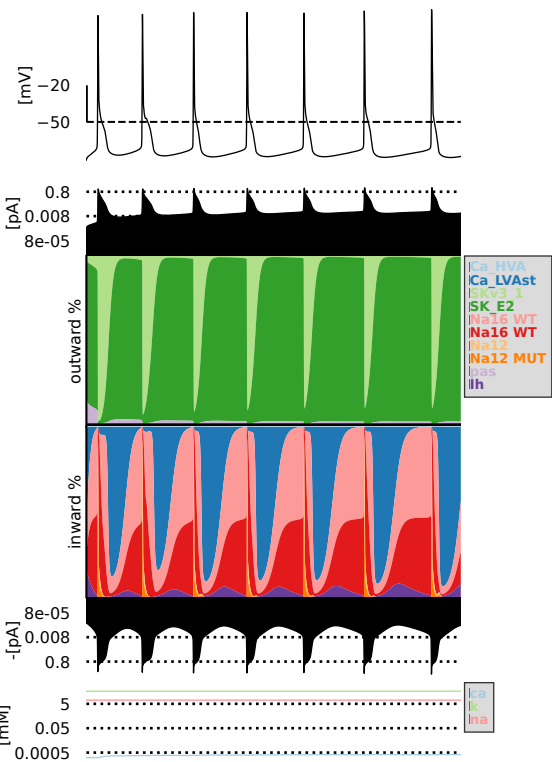 [mV]
−20
−50
[pA]
0.8
0.008
8e-05
outward %
Ca_HVA
Ca_LVAst
SKv3_1
SK_E2
Na16 WT
Na16 WT
Na12
Na12 MUT
pas
Ih
inward %
-[pA]
8e-05
0.008
0.8
[mM]
5
0.05
0.0005
ca
k
na